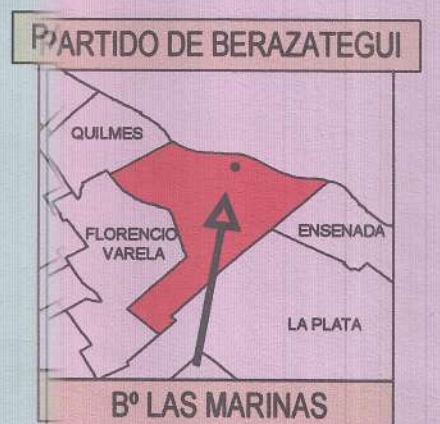 PARTIDO DE BERAZATEGUI
QUILMES
FLORENCIO
VARELA
ENSENADA
LA PLATA
Bº LAS MARINAS